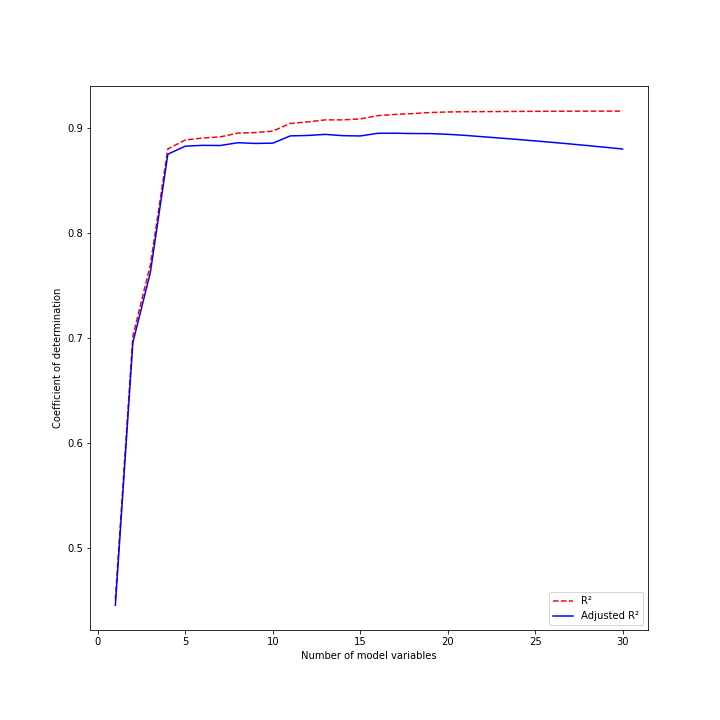 0.9
0.8
0.7
0.6
0.5
Coefficient of determination
R²
Adjusted R²
0 5 10 15 20 25 30
Number of model variables